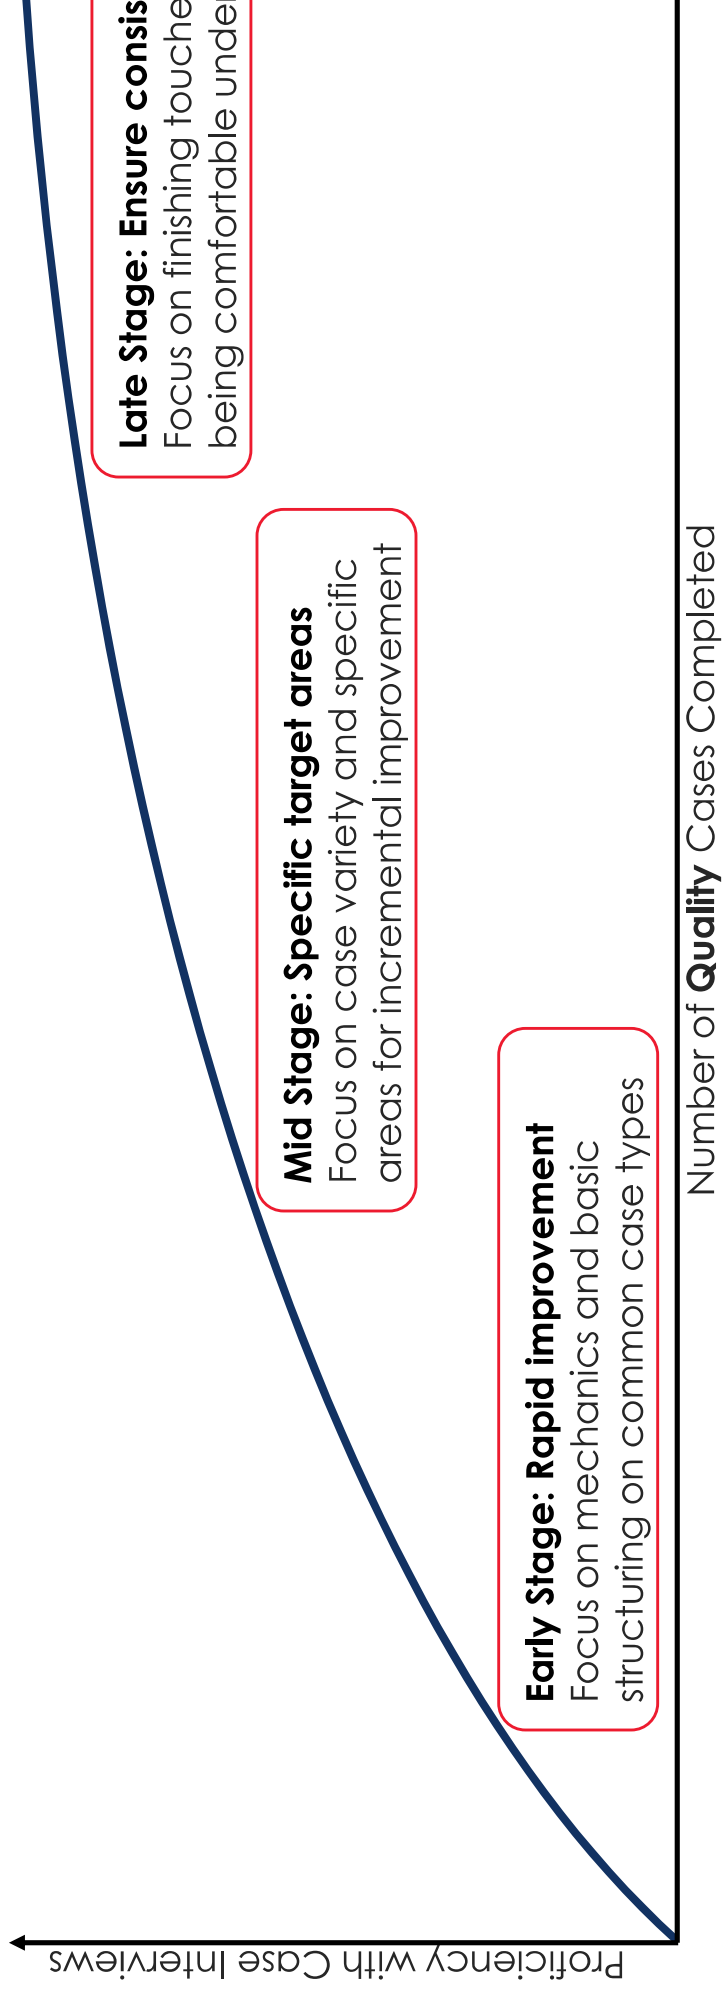 Proficiency with Case Interviews
Late Stage: Ensure consis
Focus on finishing touche
being comfortable under
Mid Stage: Specific target areas
Focus on case variety and specific
areas for incremental improvement
Early Stage: Rapid improvement
Focus on mechanics and basic
structuring on common case types
Number of Quality Cases Completed